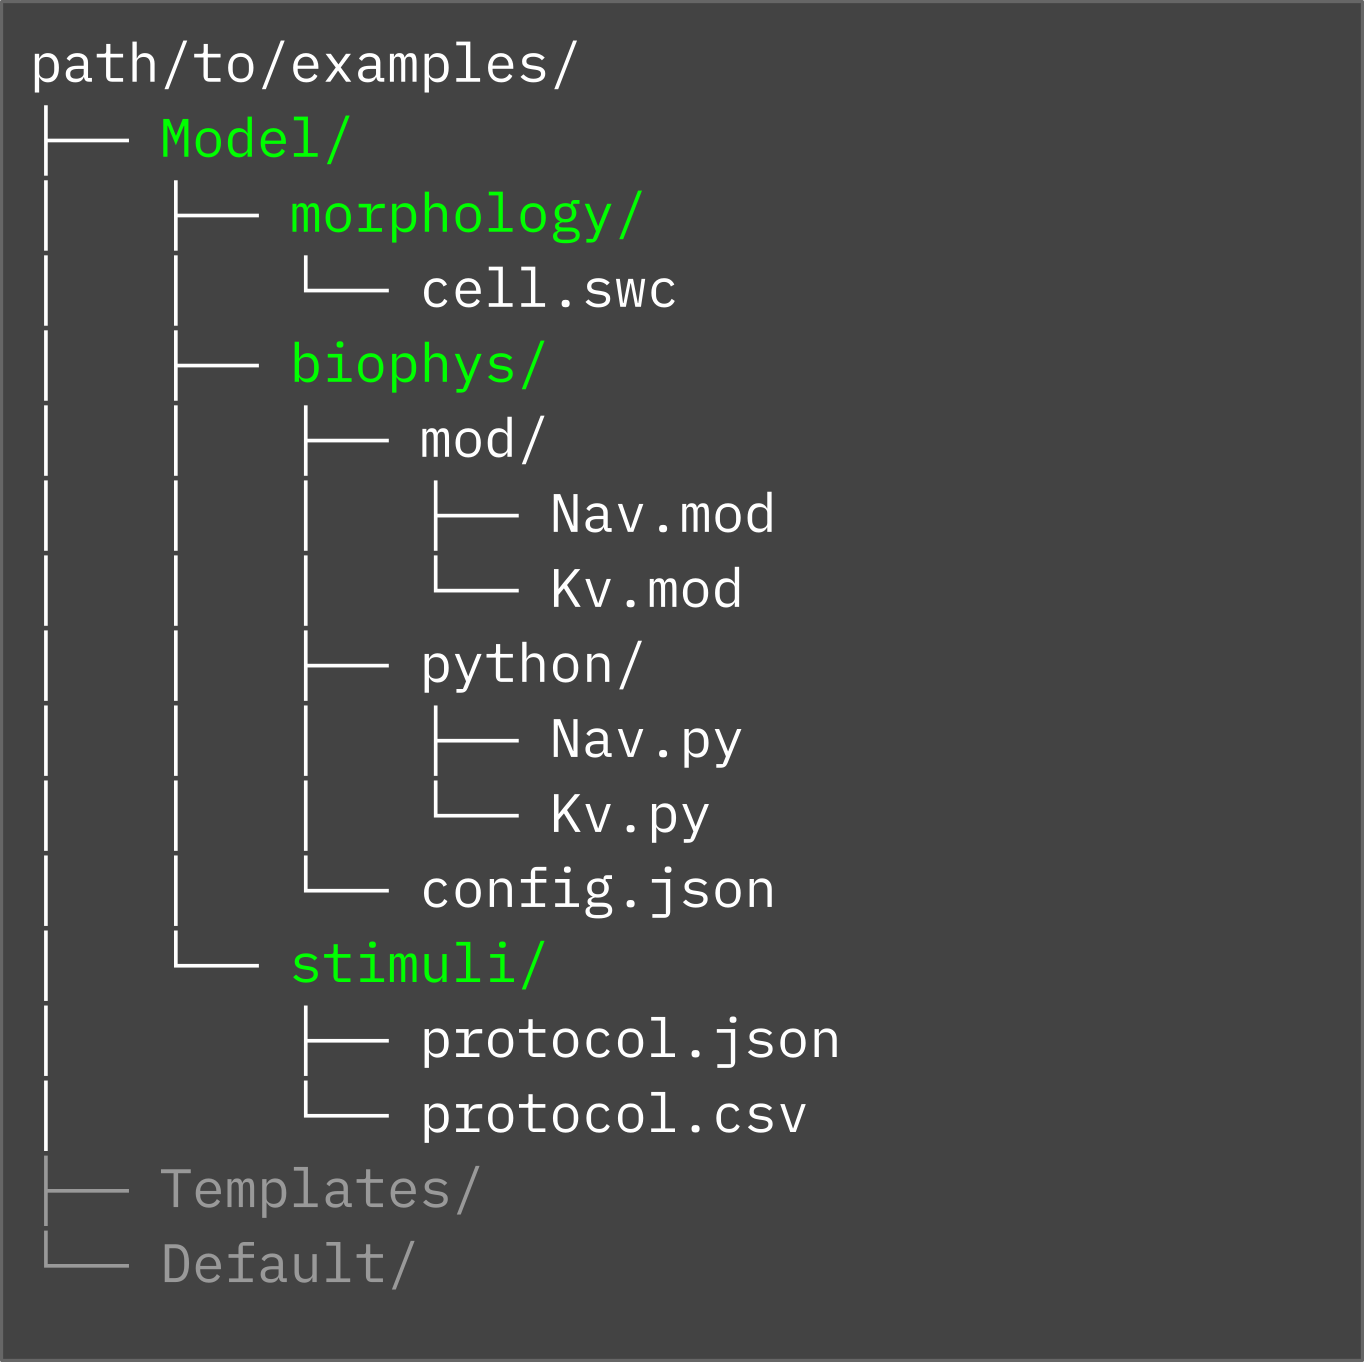 path/to/examples/
├── Model/
│   ├── morphology/
│   │   └── cell.swc
│   ├── biophys/
│   │   ├── mod/
│   │   │   ├── Nav.mod
│   │   │   └── Kv.mod
│   │   ├── python/
│   │   │   ├── Nav.py
│   │   │   └── Kv.py
│   │   └── config.json
│   └── stimuli/
│       ├── protocol.json
│       └── protocol.csv
├── Templates/
└── Default/